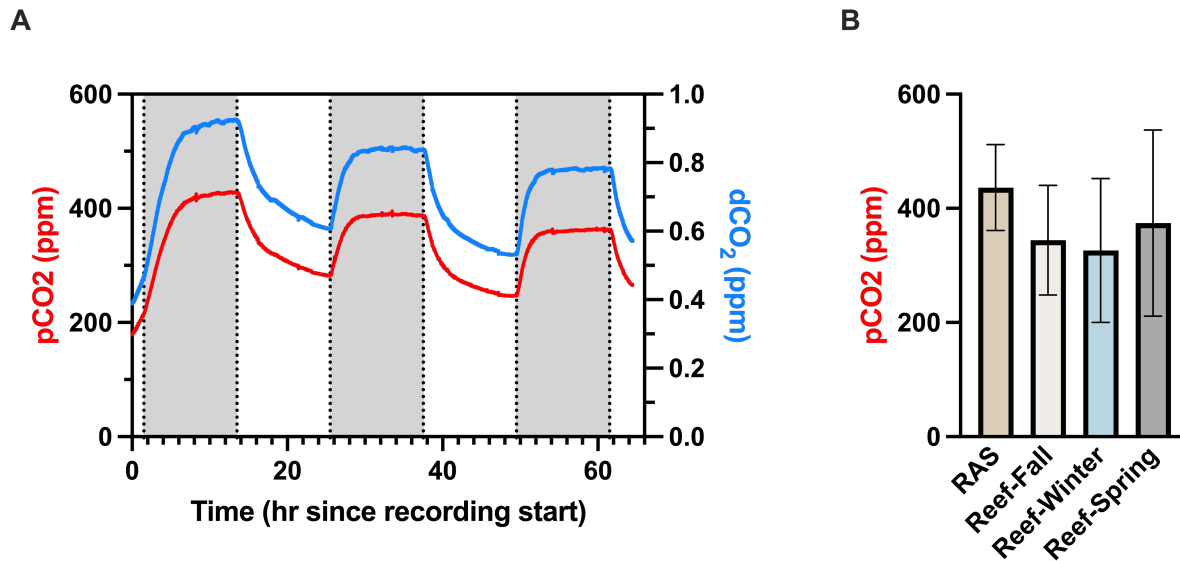 A
B
600
400
200
0
pCO2 (ppm)
1.0
0.8
0.6
0.4
0.2
0.0
dCO₂ (ppm)
0
20
40
60
Time (hr since recording start)
600
400
200
0
pCO2 (ppm)
RAS
Reef-Fall
Reef-Winter
Reef-Spring